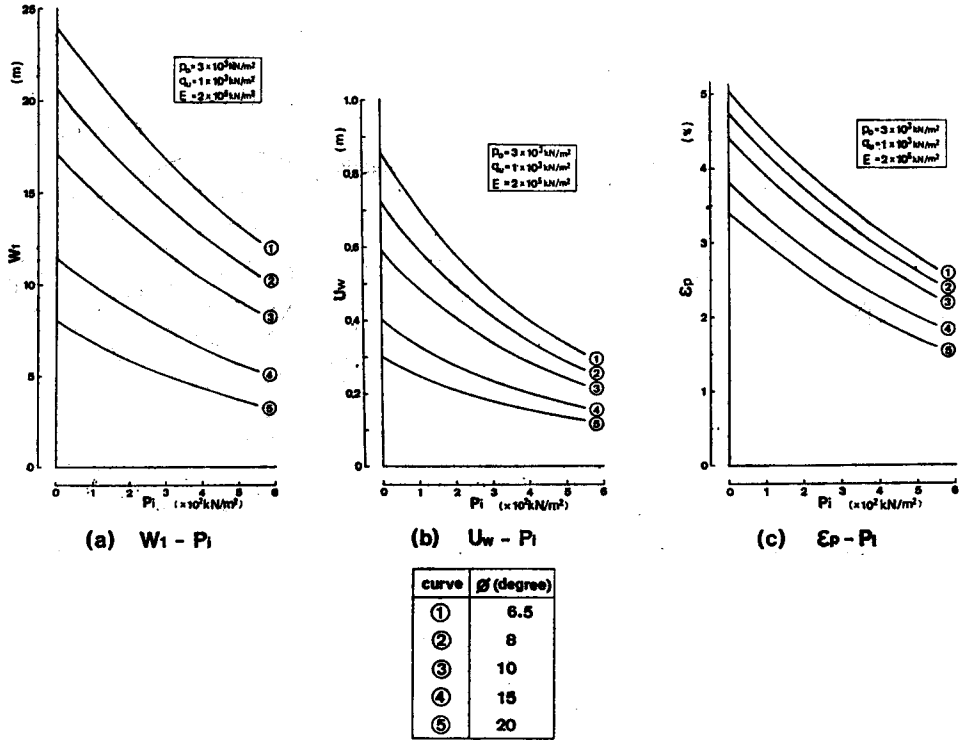 25
20
15
10
5
0
(m)
W₁
p₀ = 3 × 10³ kN/m²
qᵤ = 1 × 10³ kN/m²
E = 2 × 10⁵ kN/m²
①
②
③
④
⑤
0 1 2 3 4 5 6
Pi (×10² kN/m²)
(a) W₁ - Pi
1.0
0.8
0.6
0.4
0.2
0
(m)
Uw
p₀ = 3 × 10³ kN/m²
qᵤ = 1 × 10³ kN/m²
E = 2 × 10⁵ kN/m²
①
②
③
④
⑤
0 1 2 3 4 5 6
Pi (×10² kN/m²)
(b) Uw - Pi
5
4
3
2
1
0
(%)
εp
p₀ = 3 × 10³ kN/m²
qᵤ = 1 × 10³ kN/m²
E = 2 × 10⁵ kN/m²
①
②
③
④
⑤
0 1 2 3 4 5 6
Pi (×10² kN/m²)
(c) εp - Pi
curve Ø (degree)
① 6.5
② 8
③ 10
④ 15
⑤ 20